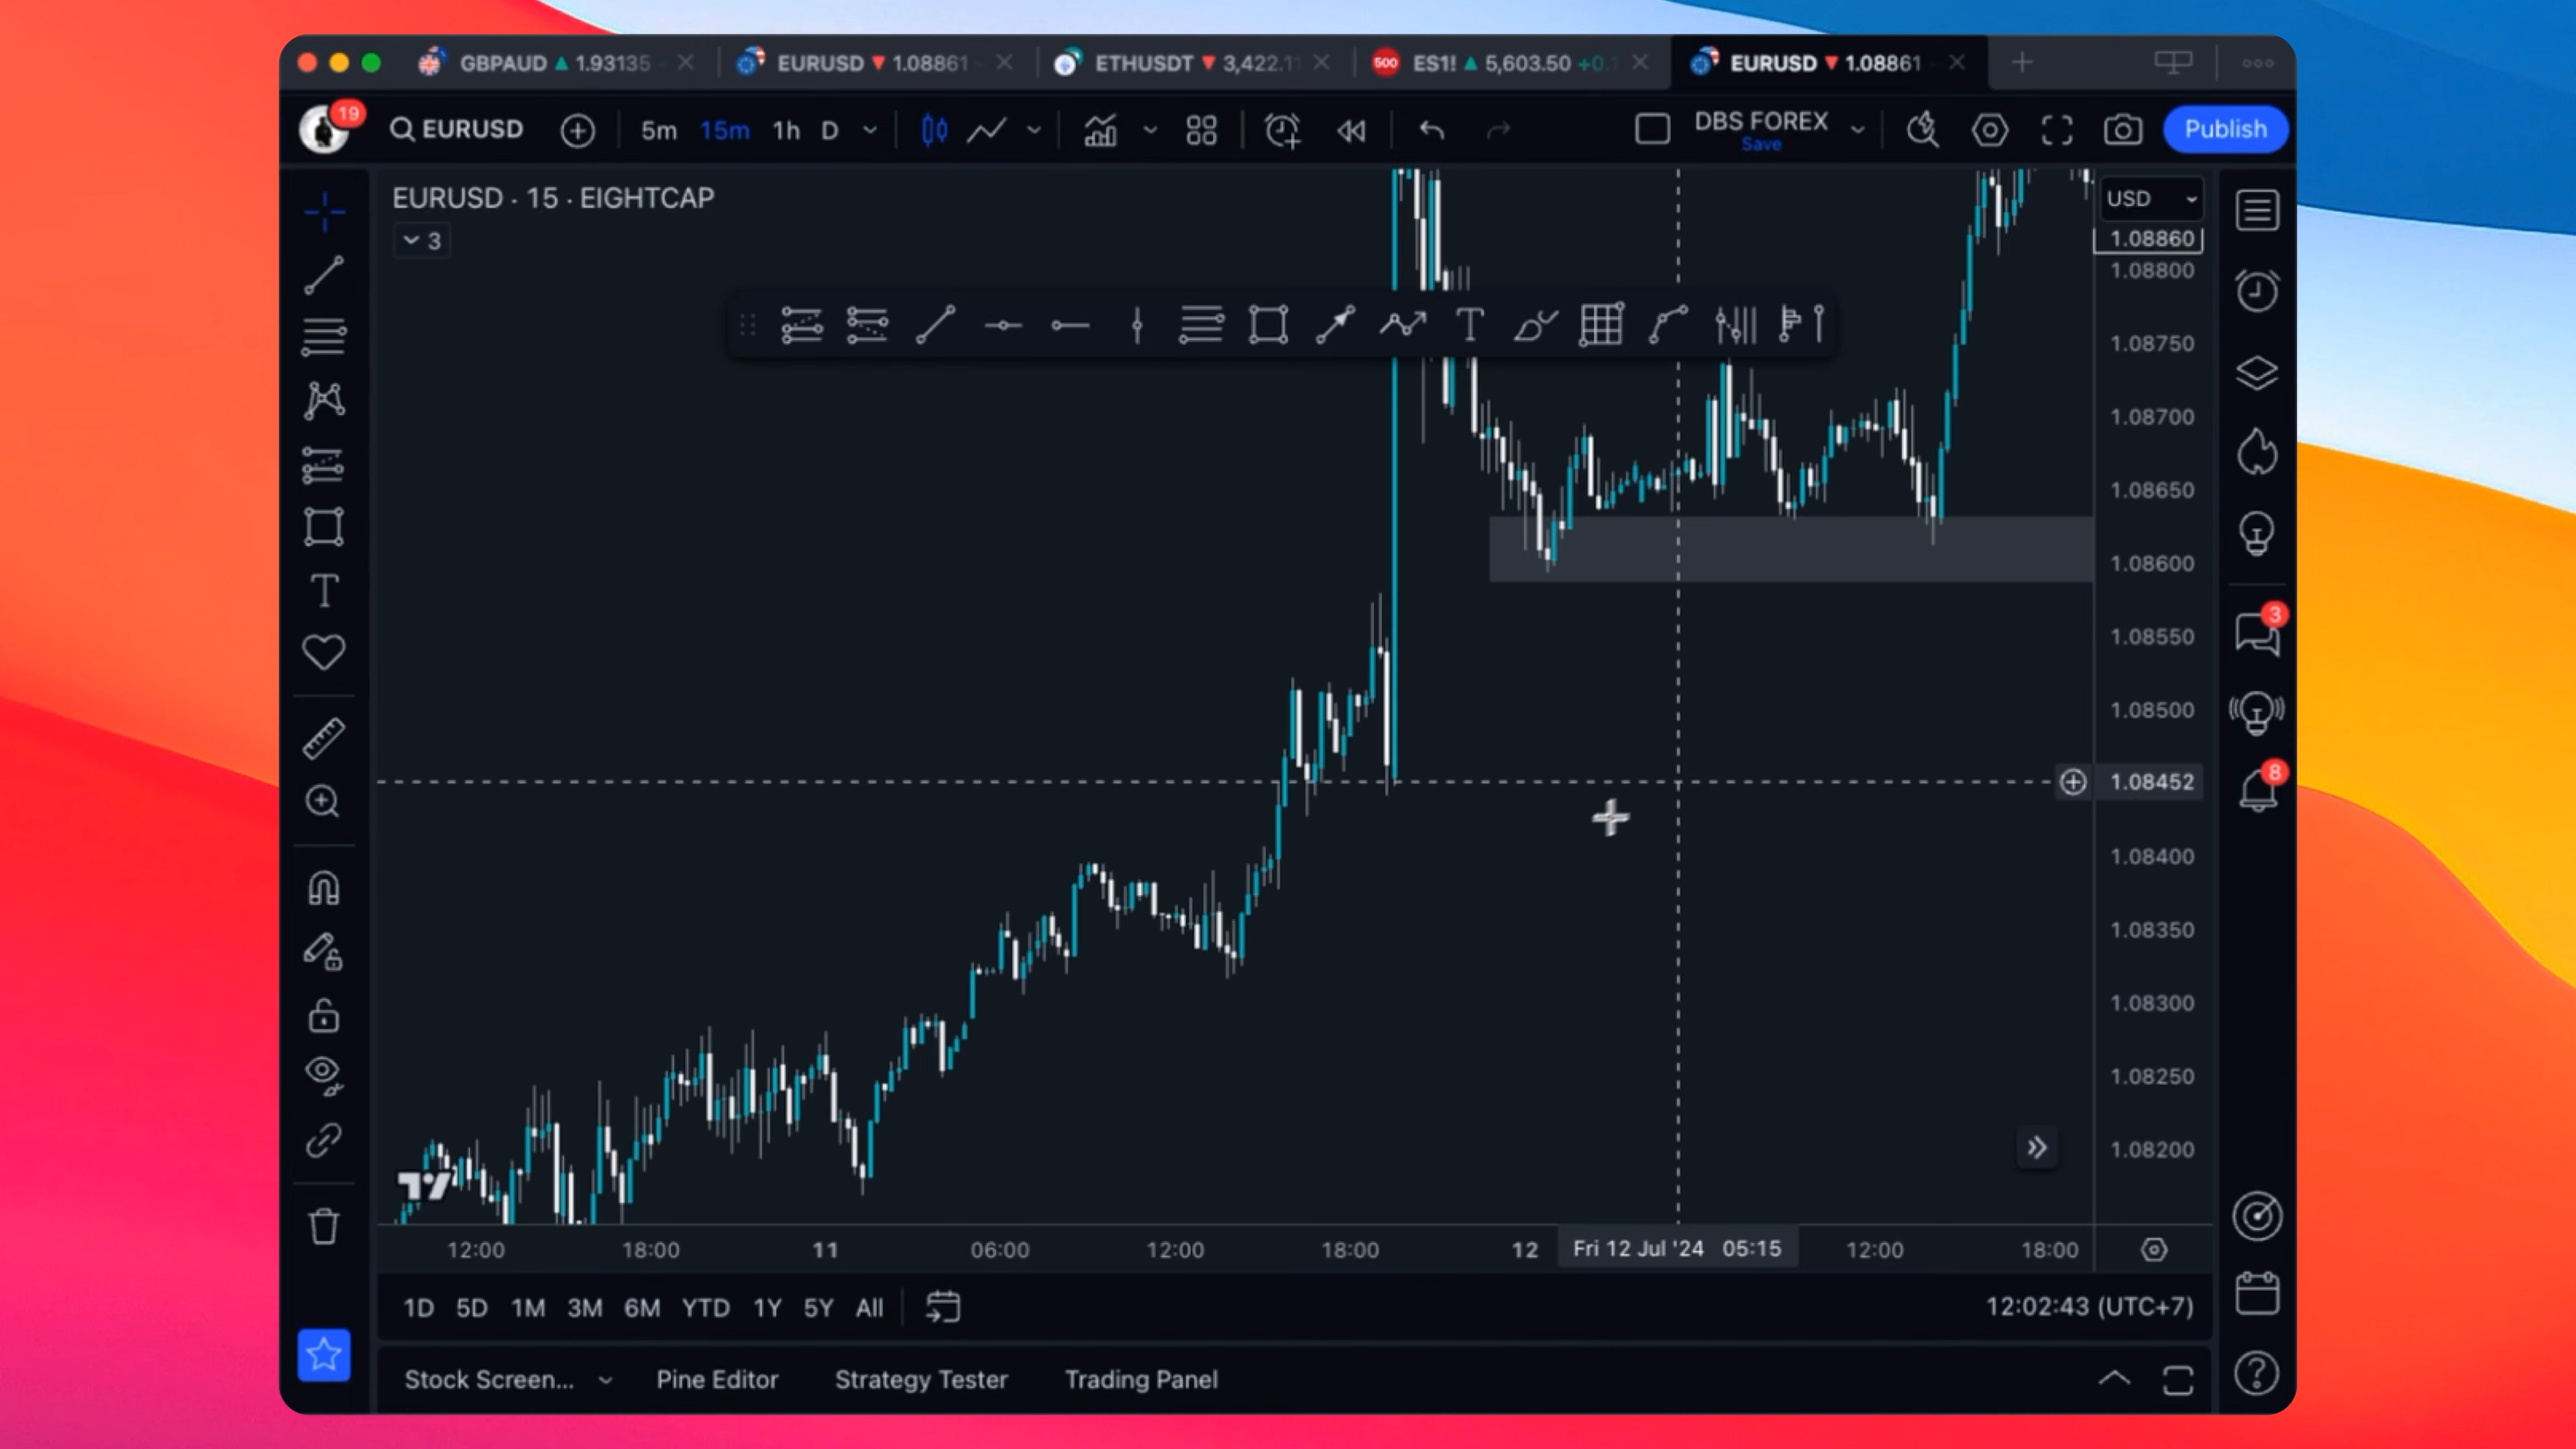 GBPAUD 1.93135
EURUSD 1.08861
ETHUSDT 3,422.11
500 ES1! 5,603.50 +0.
EURUSD 1.08861
19
EURUSD
5m 15m 1h D
DBS FOREX
Save
Publish
EURUSD · 15 · EIGHTCAP
3
USD
1.08860
1.08800
1.08750
1.08700
1.08650
1.08600
1.08550
1.08500
1.08452
1.08400
1.08350
1.08300
1.08250
1.08200
3
8
12:00 18:00 11 06:00 12:00 18:00 12 Fri 12 Jul '24 05:15 12:00 18:00
1D 5D 1M 3M 6M YTD 1Y 5Y All
12:02:43 (UTC+7)
Stock Screen... Pine Editor Strategy Tester Trading Panel